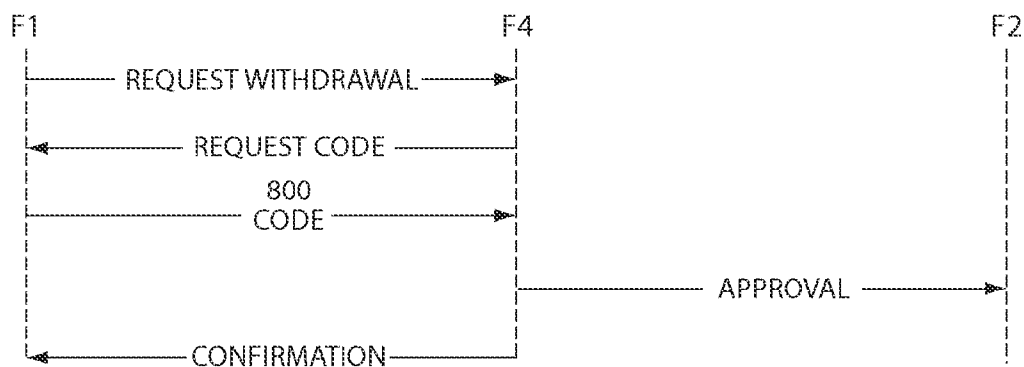 F1 F4 F2
REQUEST WITHDRAWAL
REQUEST CODE
800
CODE
APPROVAL
CONFIRMATION